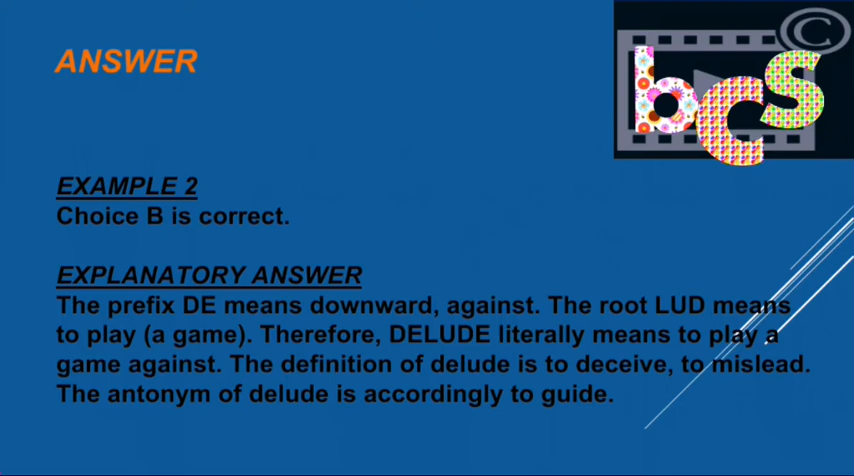 ANSWER
©
bcs
EXAMPLE 2
Choice B is correct.
EXPLANATORY ANSWER
The prefix DE means downward, against. The root LUD means
to play (a game). Therefore, DELUDE literally means to play a
game against. The definition of delude is to deceive, to mislead.
The antonym of delude is accordingly to guide.